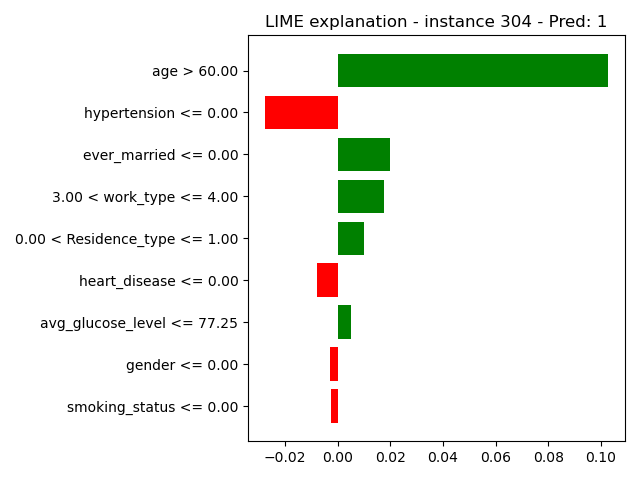 LIME explanation - instance 304 - Pred: 1
age > 60.00
hypertension <= 0.00
ever_married <= 0.00
3.00 < work_type <= 4.00
0.00 < Residence_type <= 1.00
heart_disease <= 0.00
avg_glucose_level <= 77.25
gender <= 0.00
smoking_status <= 0.00
−0.02 0.00 0.02 0.04 0.06 0.08 0.10